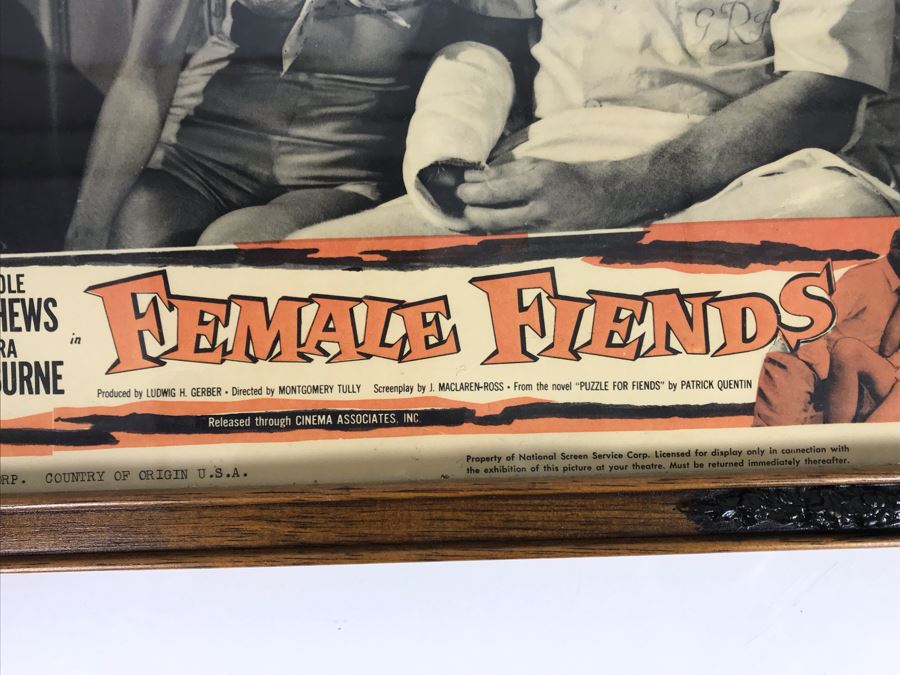 GRF
OLE
HEWS
RA
URNE
in
FEMALE FIENDS
Produced by LUDWIG H. GERBER • Directed by MONTGOMERY TULLY Screenplay by J. MACLAREN-ROSS • From the novel "PUZZLE FOR FIENDS" by PATRICK QUENTIN
Released through CINEMA ASSOCIATES, INC.
RP. COUNTRY OF ORIGIN U.S.A.
Property of National Screen Service Corp. Licensed for display only in connection with
the exhibition of this picture at your theatre. Must be returned immediately thereafter.